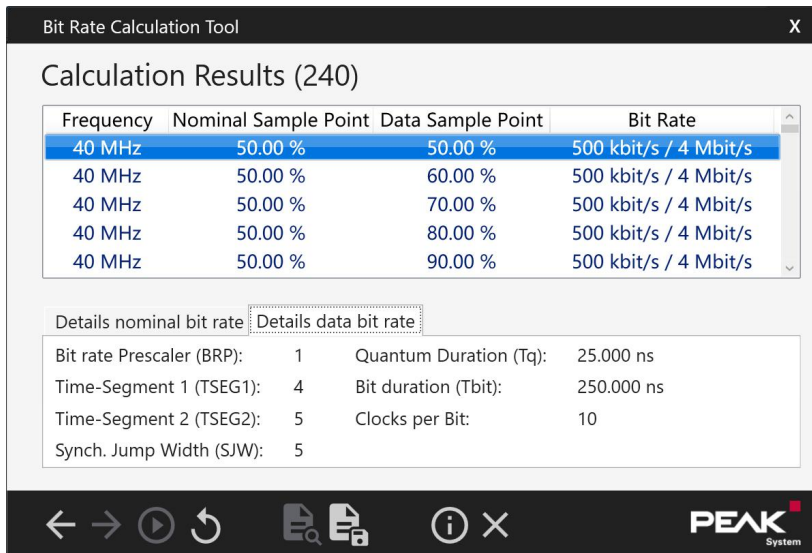 Bit Rate Calculation Tool X
Calculation Results (240)
Frequency Nominal Sample Point Data Sample Point Bit Rate
40 MHz 50.00 % 50.00 % 500 kbit/s / 4 Mbit/s
40 MHz 50.00 % 60.00 % 500 kbit/s / 4 Mbit/s
40 MHz 50.00 % 70.00 % 500 kbit/s / 4 Mbit/s
40 MHz 50.00 % 80.00 % 500 kbit/s / 4 Mbit/s
40 MHz 50.00 % 90.00 % 500 kbit/s / 4 Mbit/s
Details nominal bit rate Details data bit rate
Bit rate Prescaler (BRP): 1 Quantum Duration (Tq): 25.000 ns
Time-Segment 1 (TSEG1): 4 Bit duration (Tbit): 250.000 ns
Time-Segment 2 (TSEG2): 5 Clocks per Bit: 10
Synch. Jump Width (SJW): 5
PEAK
System